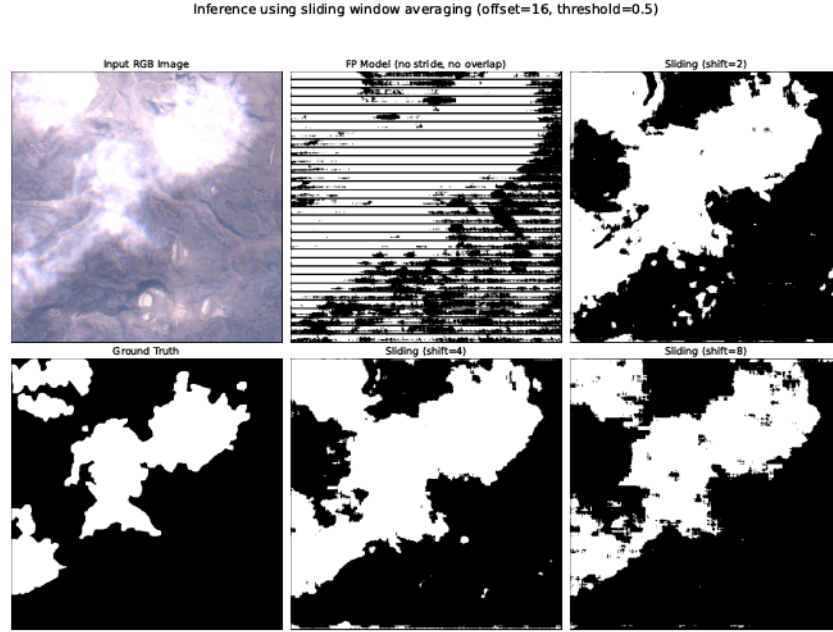 Inference using sliding window averaging (offset=16, threshold=0.5)
Input RGB Image
FP Model (no stride, no overlap)
Sliding (shift=2)
Ground Truth
Sliding (shift=4)
Sliding (shift=8)